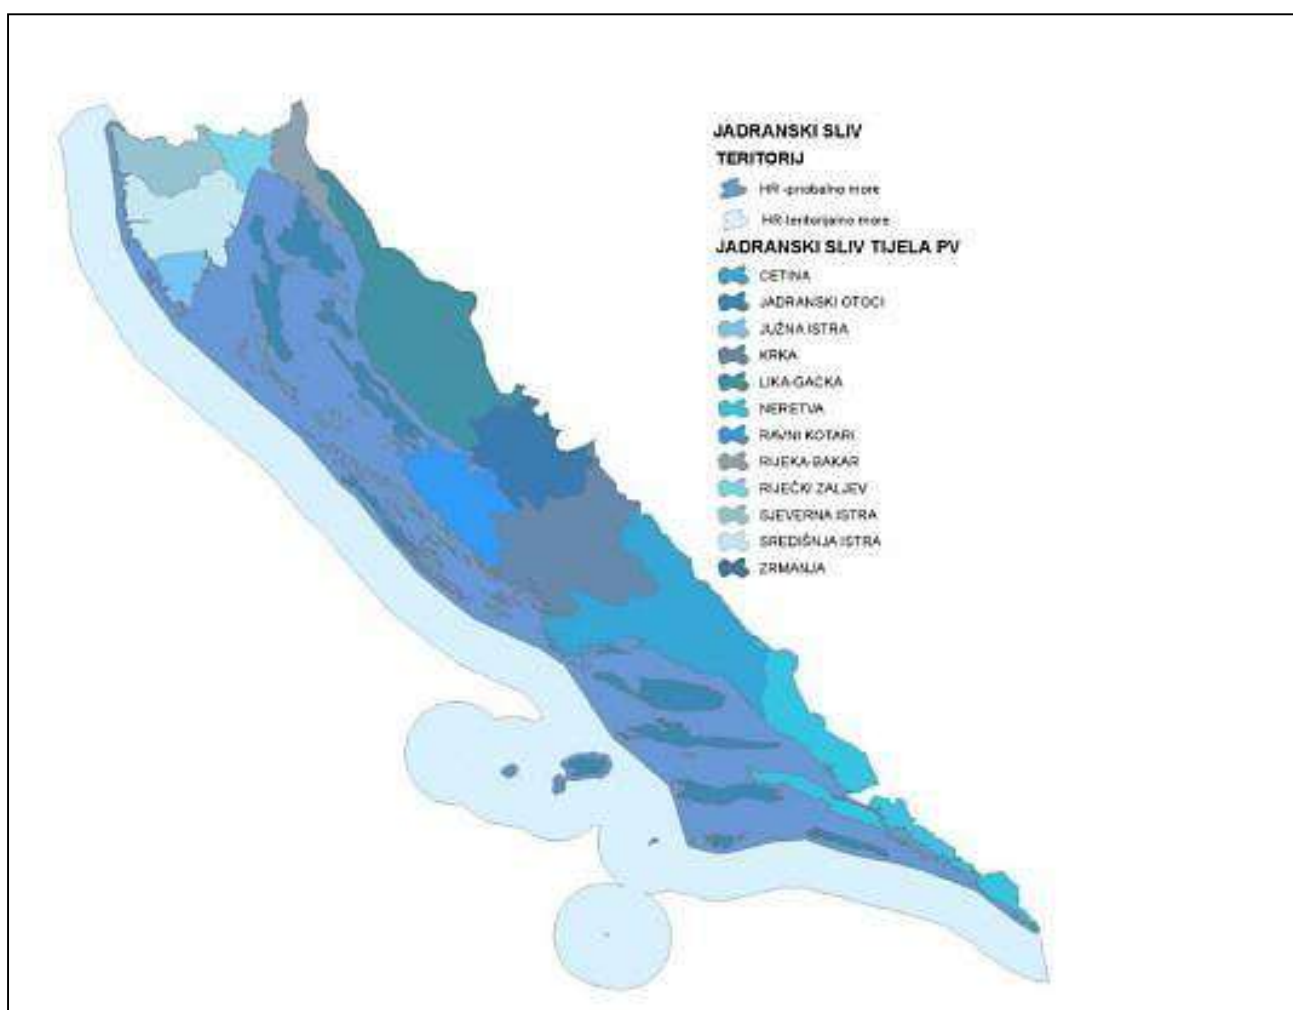 JADRANSKI SLIV
TERITORIJ
HR -priobalno more
HR-teritorijalno more
JADRANSKI SLIV TIJELA PV
CETINA
JADRANSKI OTOCI
JUŽNA ISTRA
KRKA
LIKA-GACKA
NERETVA
RAVNI KOTARI
RIJEKA-BAKAR
RIJEČKI ZALJEV
SJEVERNA ISTRA
SREDIŠNJA ISTRA
ZRMANJA